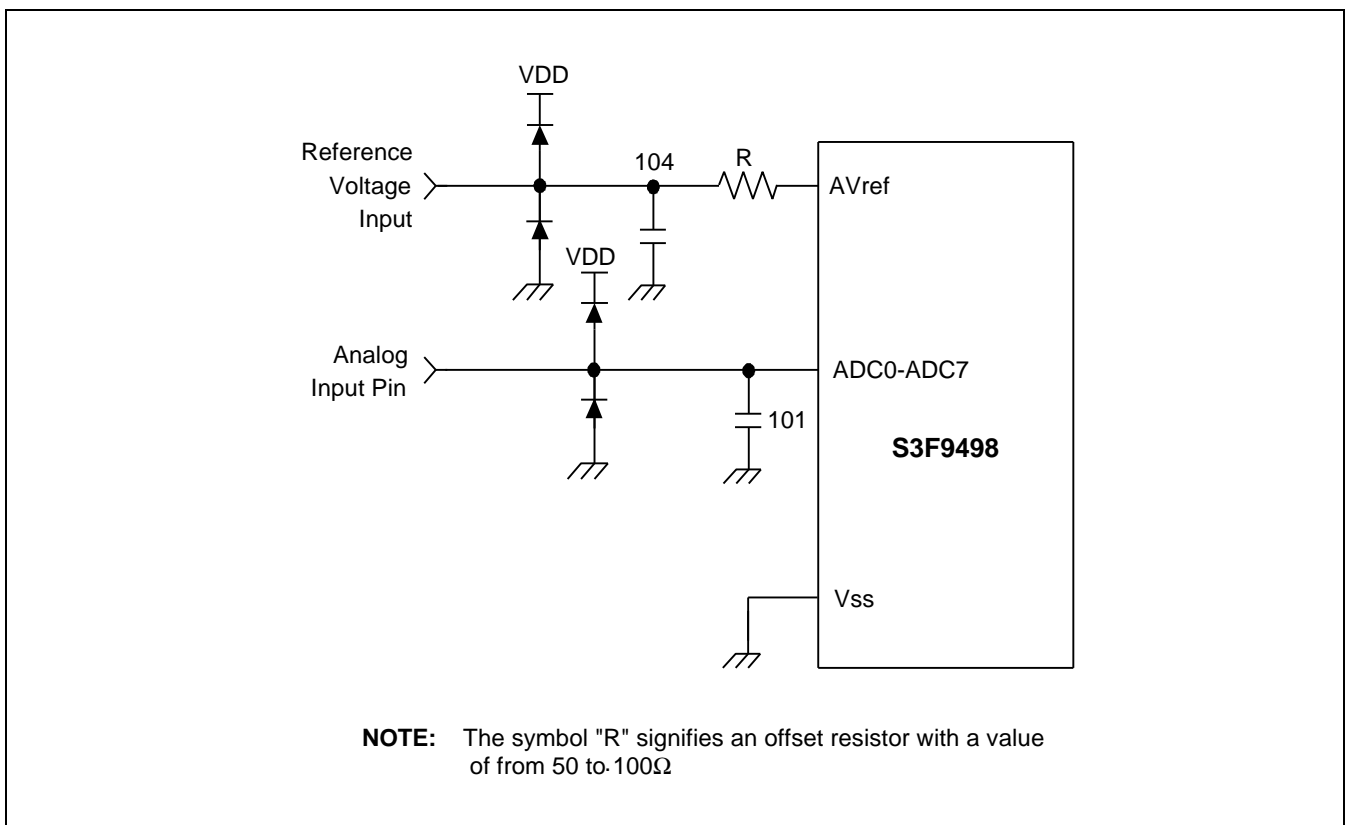 VDD
Reference
Voltage
Input
104
R
AVref
VDD
Analog
Input Pin
ADC0-ADC7
101
S3F9498
Vss
NOTE: The symbol "R" signifies an offset resistor with a value
of from 50 to 100Ω